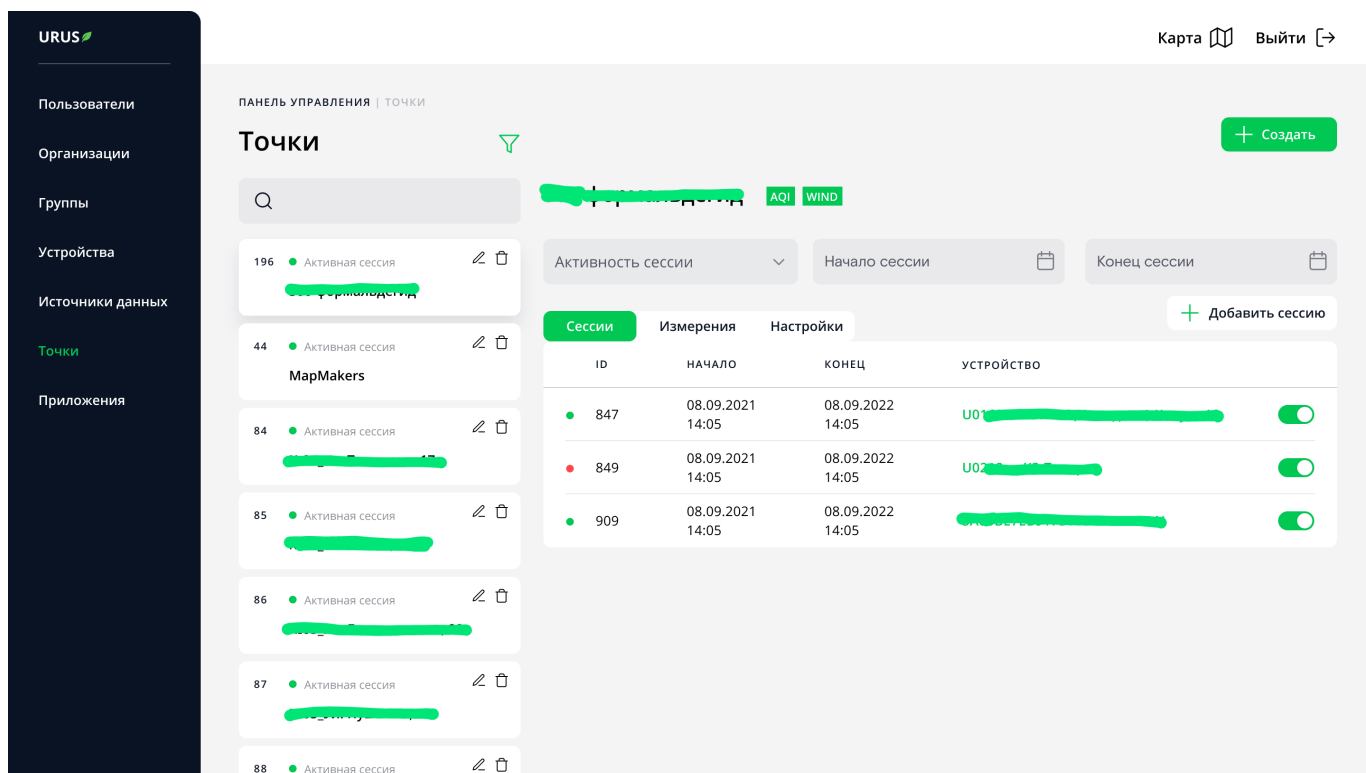 URUS
Карта
Выйти
Пользователи
Организации
Группы
Устройства
Источники данных
Точки
Приложения
ПАНЕЛЬ УПРАВЛЕНИЯ | ТОЧКИ
Точки
Создать
196 Активная сессия
44 Активная сессия
MapMakers
84 Активная сессия
85 Активная сессия
86 Активная сессия
87 Активная сессия
88 Активная сессия
формальдегид AQI WIND
Активность сессии
Начало сессии
Конец сессии
Добавить сессию
Сессии Измерения Настройки
ID НАЧАЛО КОНЕЦ УСТРОЙСТВО
847 08.09.2021 08.09.2022
14:05 14:05
849 08.09.2021 08.09.2022
14:05 14:05
909 08.09.2021 08.09.2022
14:05 14:05